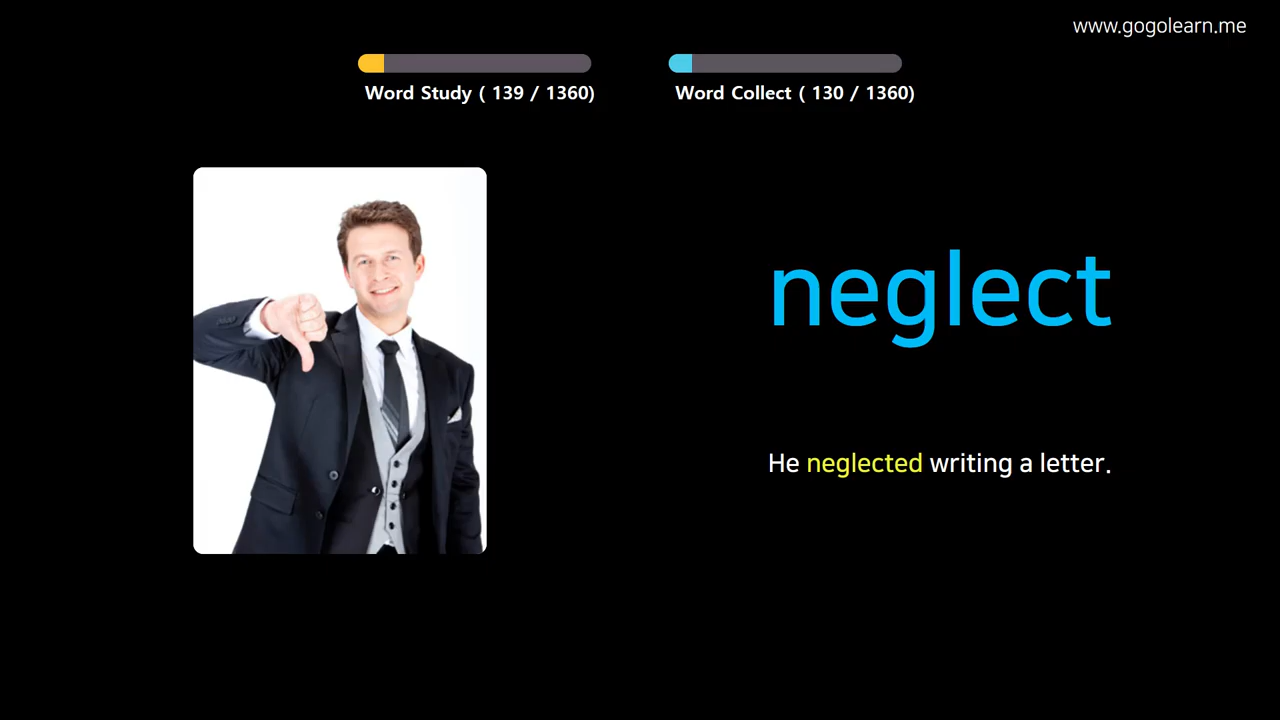 www.gogolearn.me
Word Study ( 139 / 1360)
Word Collect ( 130 / 1360)
neglect
He neglected writing a letter.